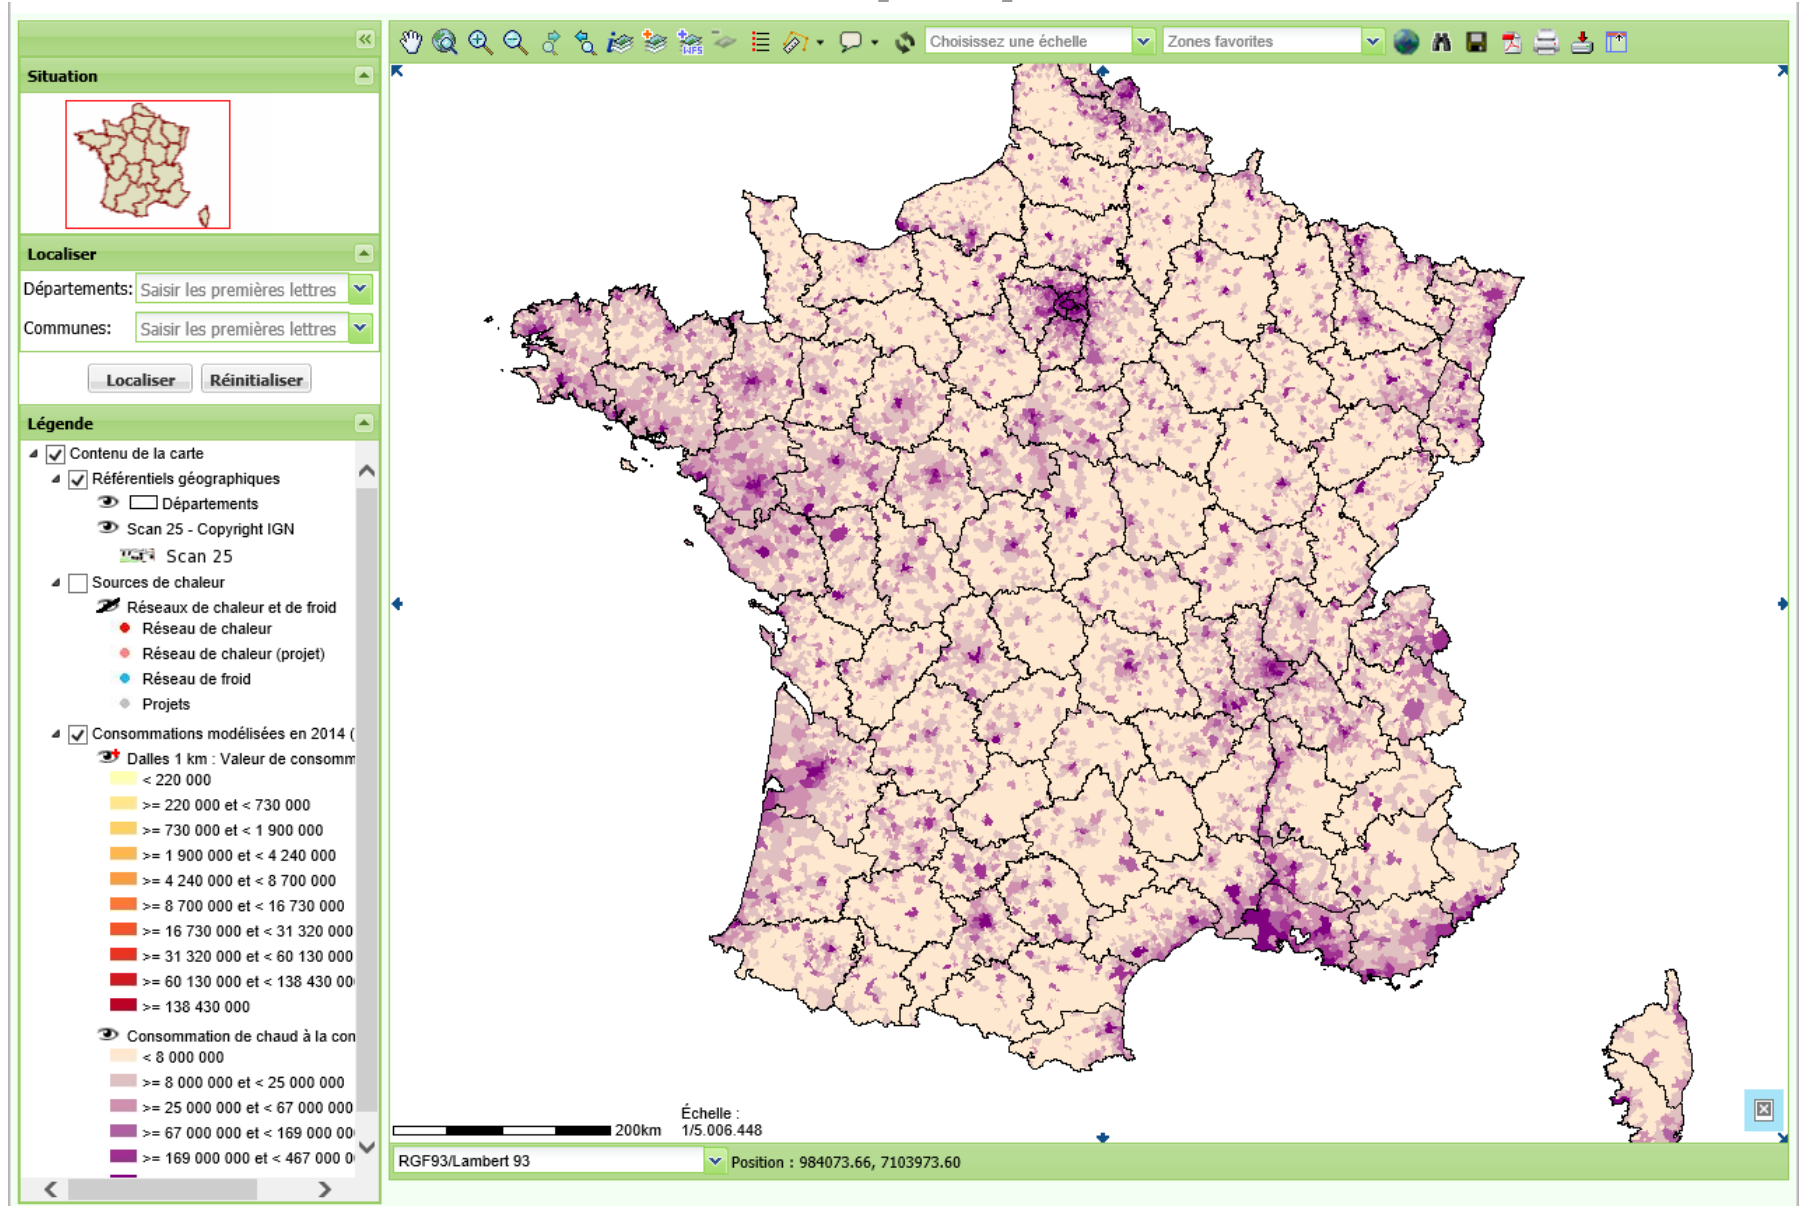 Choisissez une échelle
Zones favorites
Situation
Localiser
Départements: Saisir les premières lettres
Communes: Saisir les premières lettres
Localiser Réinitialiser
Légende
Contenu de la carte
Référentiels géographiques
Départements
Scan 25 - Copyright IGN
Scan 25
Sources de chaleur
Réseaux de chaleur et de froid
Réseau de chaleur
Réseau de chaleur (projet)
Réseau de froid
Projets
Consommations modélisées en 2014 (
Dalles 1 km : Valeur de consomm
< 220 000
>= 220 000 et < 730 000
>= 730 000 et < 1 900 000
>= 1 900 000 et < 4 240 000
>= 4 240 000 et < 8 700 000
>= 8 700 000 et < 16 730 000
>= 16 730 000 et < 31 320 000
>= 31 320 000 et < 60 130 000
>= 60 130 000 et < 138 430 00
>= 138 430 000
Consommation de chaud à la con
< 8 000 000
>= 8 000 000 et < 25 000 000
>= 25 000 000 et < 67 000 000
>= 67 000 000 et < 169 000 00
>= 169 000 000 et < 467 000 0
200km
Échelle :
1/5.006.448
RGF93/Lambert 93
Position : 984073.66, 7103973.60